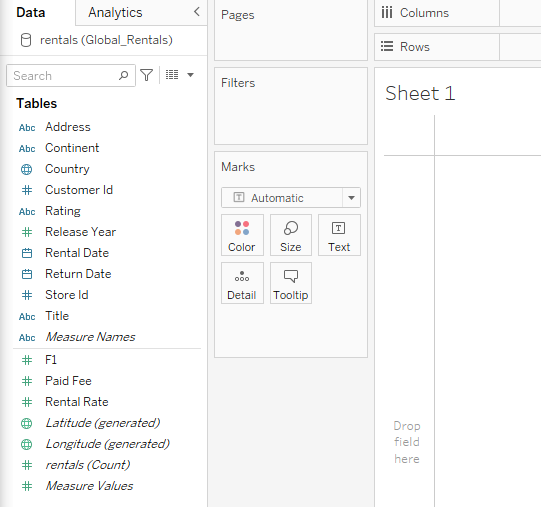 Data
Analytics
rentals (Global_Rentals)
Search
Tables
Abc Address
Abc Continent
Country
# Customer Id
Abc Rating
# Release Year
Rental Date
Return Date
# Store Id
Abc Title
Abc Measure Names
# F1
# Paid Fee
# Rental Rate
Latitude (generated)
Longitude (generated)
# rentals (Count)
# Measure Values
Pages
Filters
Marks
T Automatic
Color
Size
T Text
Detail
Tooltip
Columns
Rows
Sheet 1
Drop
field
here